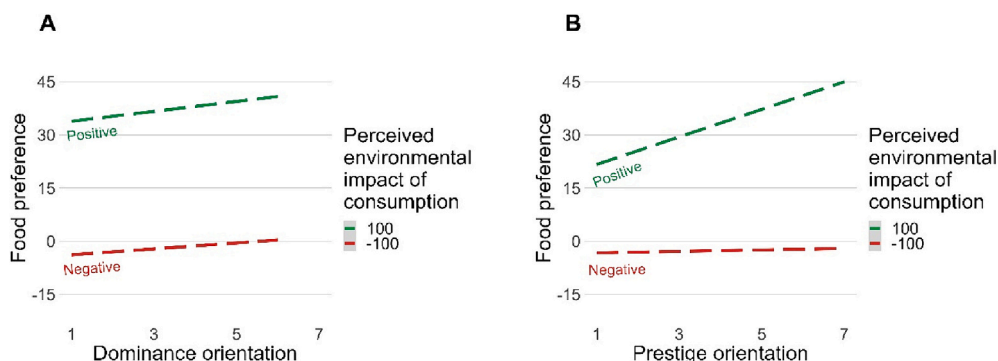 A
45
30
15
0
-15
Food preference
Positive
Negative
1 3 5 7
Dominance orientation
Perceived
environmental
impact of
consumption
100
-100
B
45
30
15
0
-15
Food preference
Positive
Negative
1 3 5 7
Prestige orientation
Perceived
environmental
impact of
consumption
100
-100